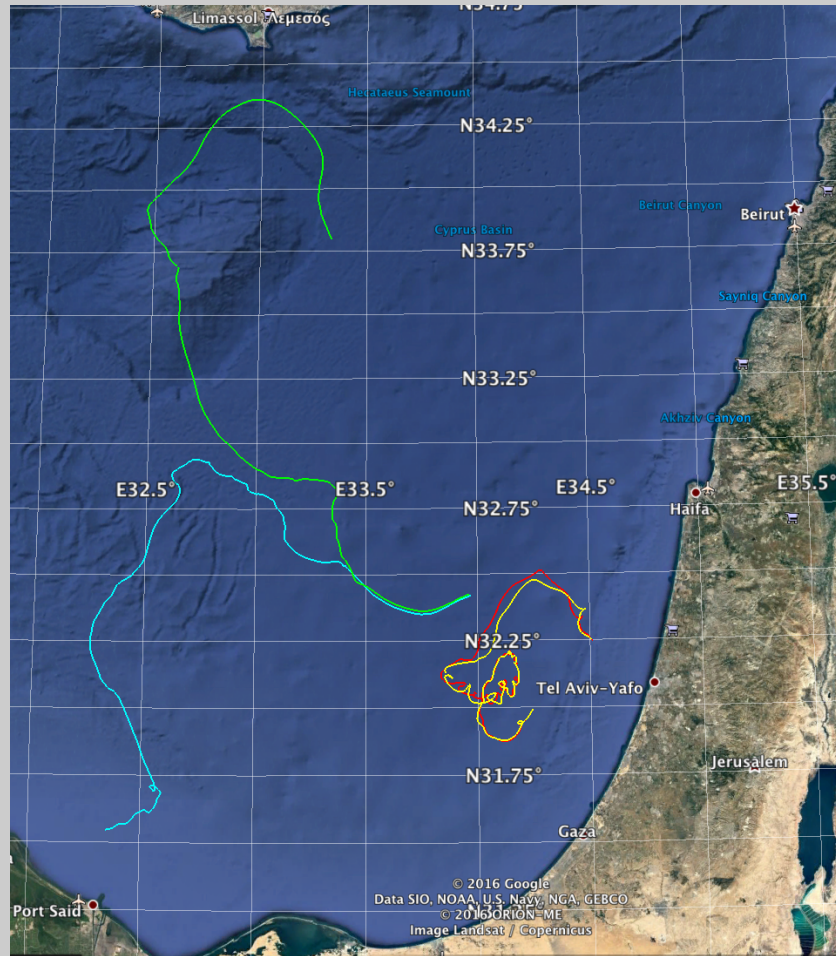 N34.75°
Limassol Λεμεσός
Hecataeus Seamount
N34.25°
Beirut Canyon
Beirut
Cyprus Basin
N33.75°
Sayniq Canyon
N33.25°
Akhziv Canyon
E32.5° E33.5° E34.5° E35.5°
N32.75°
Haifa
N32.25°
Tel Aviv-Yafo
Jerusalem
N31.75°
Gaza
© 2016 Google
Data SIO, NOAA, U.S. Navy, NGA, GEBCO
Port Said
© 2016 ORION-ME
Image Landsat / Copernicus